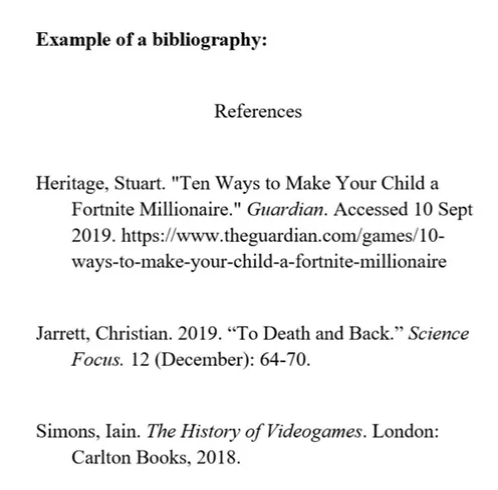 Example of a bibliography:
References
Heritage, Stuart. "Ten Ways to Make Your Child a
Fortnite Millionaire." Guardian. Accessed 10 Sept
2019. https://www.theguardian.com/games/10-
ways-to-make-your-child-a-fortnite-millionaire
Jarrett, Christian. 2019. “To Death and Back.” Science
Focus. 12 (December): 64-70.
Simons, Iain. The History of Videogames. London:
Carlton Books, 2018.